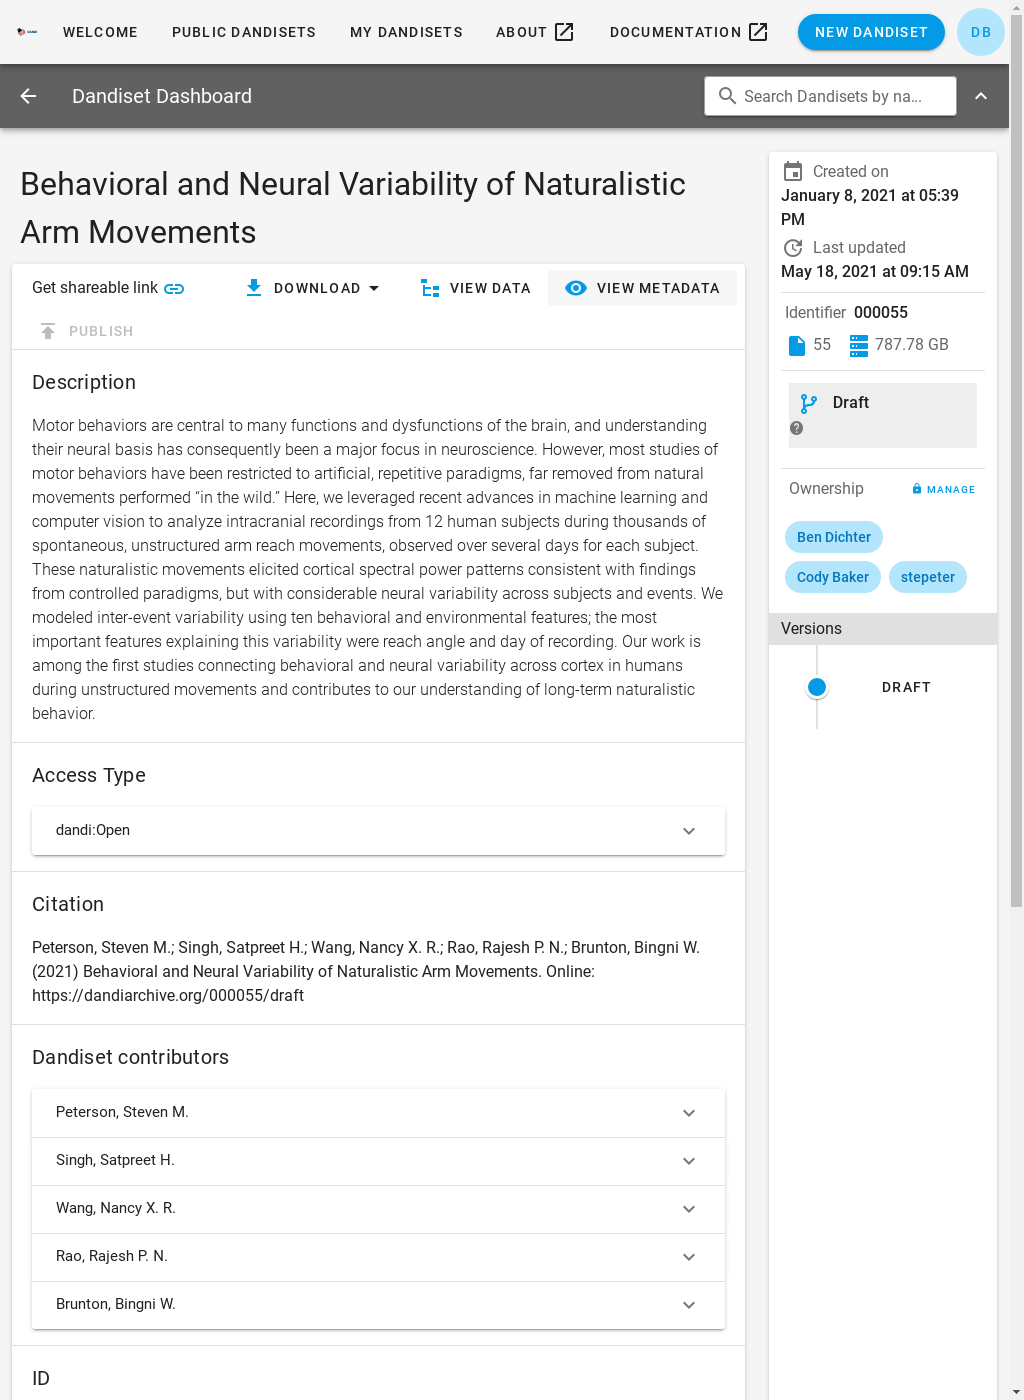 WELCOME PUBLIC DANDISETS MY DANDISETS ABOUT DOCUMENTATION NEW DANDISET DB
Dandiset Dashboard Search Dandisets by na...
Behavioral and Neural Variability of Naturalistic
Arm Movements
Get shareable link DOWNLOAD VIEW DATA VIEW METADATA
PUBLISH
Description
Motor behaviors are central to many functions and dysfunctions of the brain, and understanding
their neural basis has consequently been a major focus in neuroscience. However, most studies of
motor behaviors have been restricted to artificial, repetitive paradigms, far removed from natural
movements performed “in the wild.” Here, we leveraged recent advances in machine learning and
computer vision to analyze intracranial recordings from 12 human subjects during thousands of
spontaneous, unstructured arm reach movements, observed over several days for each subject.
These naturalistic movements elicited cortical spectral power patterns consistent with findings
from controlled paradigms, but with considerable neural variability across subjects and events. We
modeled inter-event variability using ten behavioral and environmental features; the most
important features explaining this variability were reach angle and day of recording. Our work is
among the first studies connecting behavioral and neural variability across cortex in humans
during unstructured movements and contributes to our understanding of long-term naturalistic
behavior.
Access Type
dandi:Open
Citation
Peterson, Steven M.; Singh, Satpreet H.; Wang, Nancy X. R.; Rao, Rajesh P. N.; Brunton, Bingni W.
(2021) Behavioral and Neural Variability of Naturalistic Arm Movements. Online:
https://dandiarchive.org/000055/draft
Dandiset contributors
Peterson, Steven M.
Singh, Satpreet H.
Wang, Nancy X. R.
Rao, Rajesh P. N.
Brunton, Bingni W.
ID
Created on
January 8, 2021 at 05:39
PM
Last updated
May 18, 2021 at 09:15 AM
Identifier 000055
55 787.78 GB
Draft
Ownership MANAGE
Ben Dichter
Cody Baker stepeter
Versions
DRAFT